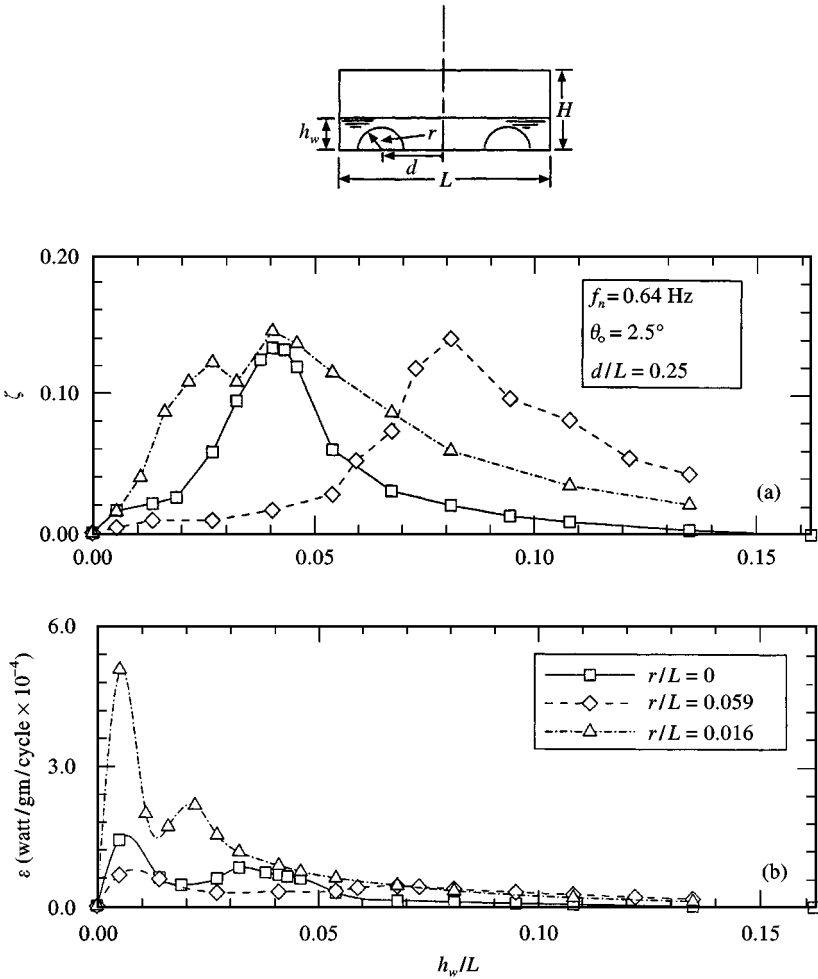 H
h_w
r
d
L
0.20
0.10
0.00
ζ
f_n = 0.64 Hz
θ_o = 2.5°
d/L = 0.25
(a)
0.00
0.05
0.10
0.15
6.0
3.0
0.0
ε (watt/gm/cycle × 10⁻⁴)
r/L = 0
r/L = 0.059
r/L = 0.016
(b)
0.00
0.05
0.10
0.15
h_w/L